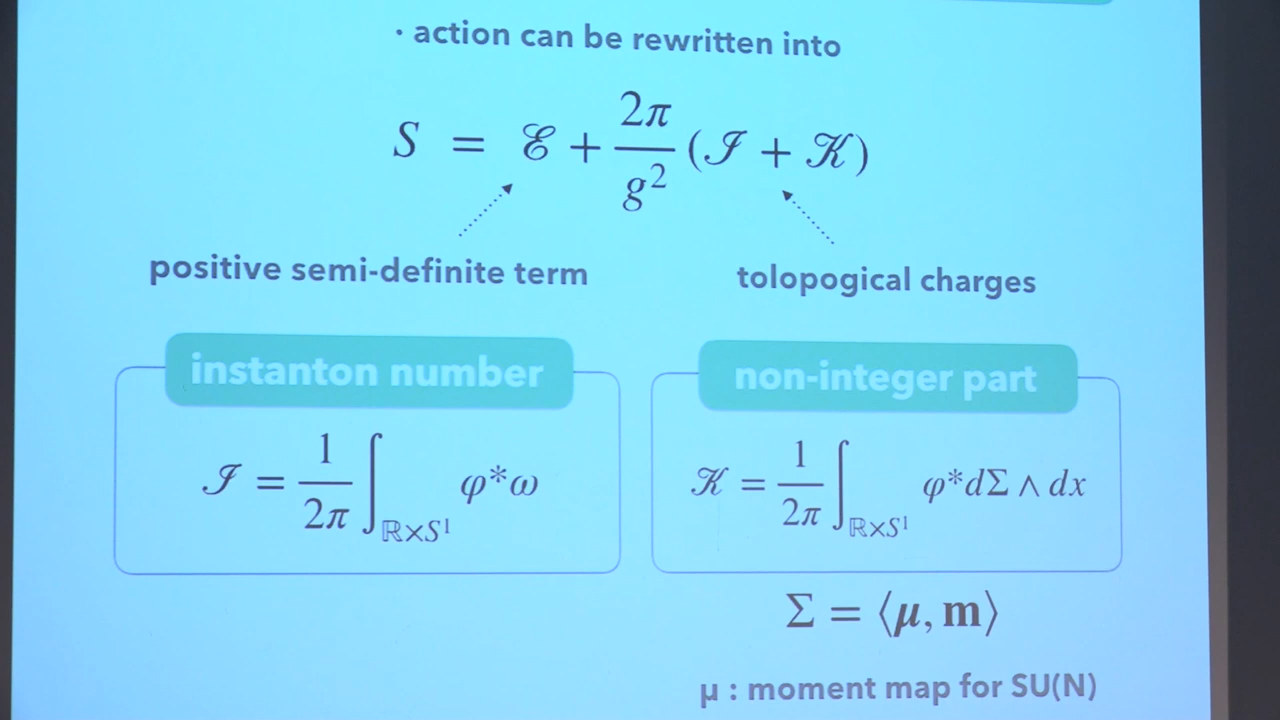 · action can be rewritten into
S = ℰ + 2π/g² (ℐ + 𝒦)
positive semi-definite term
tolopogical charges
instanton number
ℐ = 1/2π ∫_{ℝ×S¹} φ*ω
non-integer part
𝒦 = 1/2π ∫_{ℝ×S¹} φ*dΣ ∧ dx
Σ = ⟨μ, m⟩
μ : moment map for SU(N)